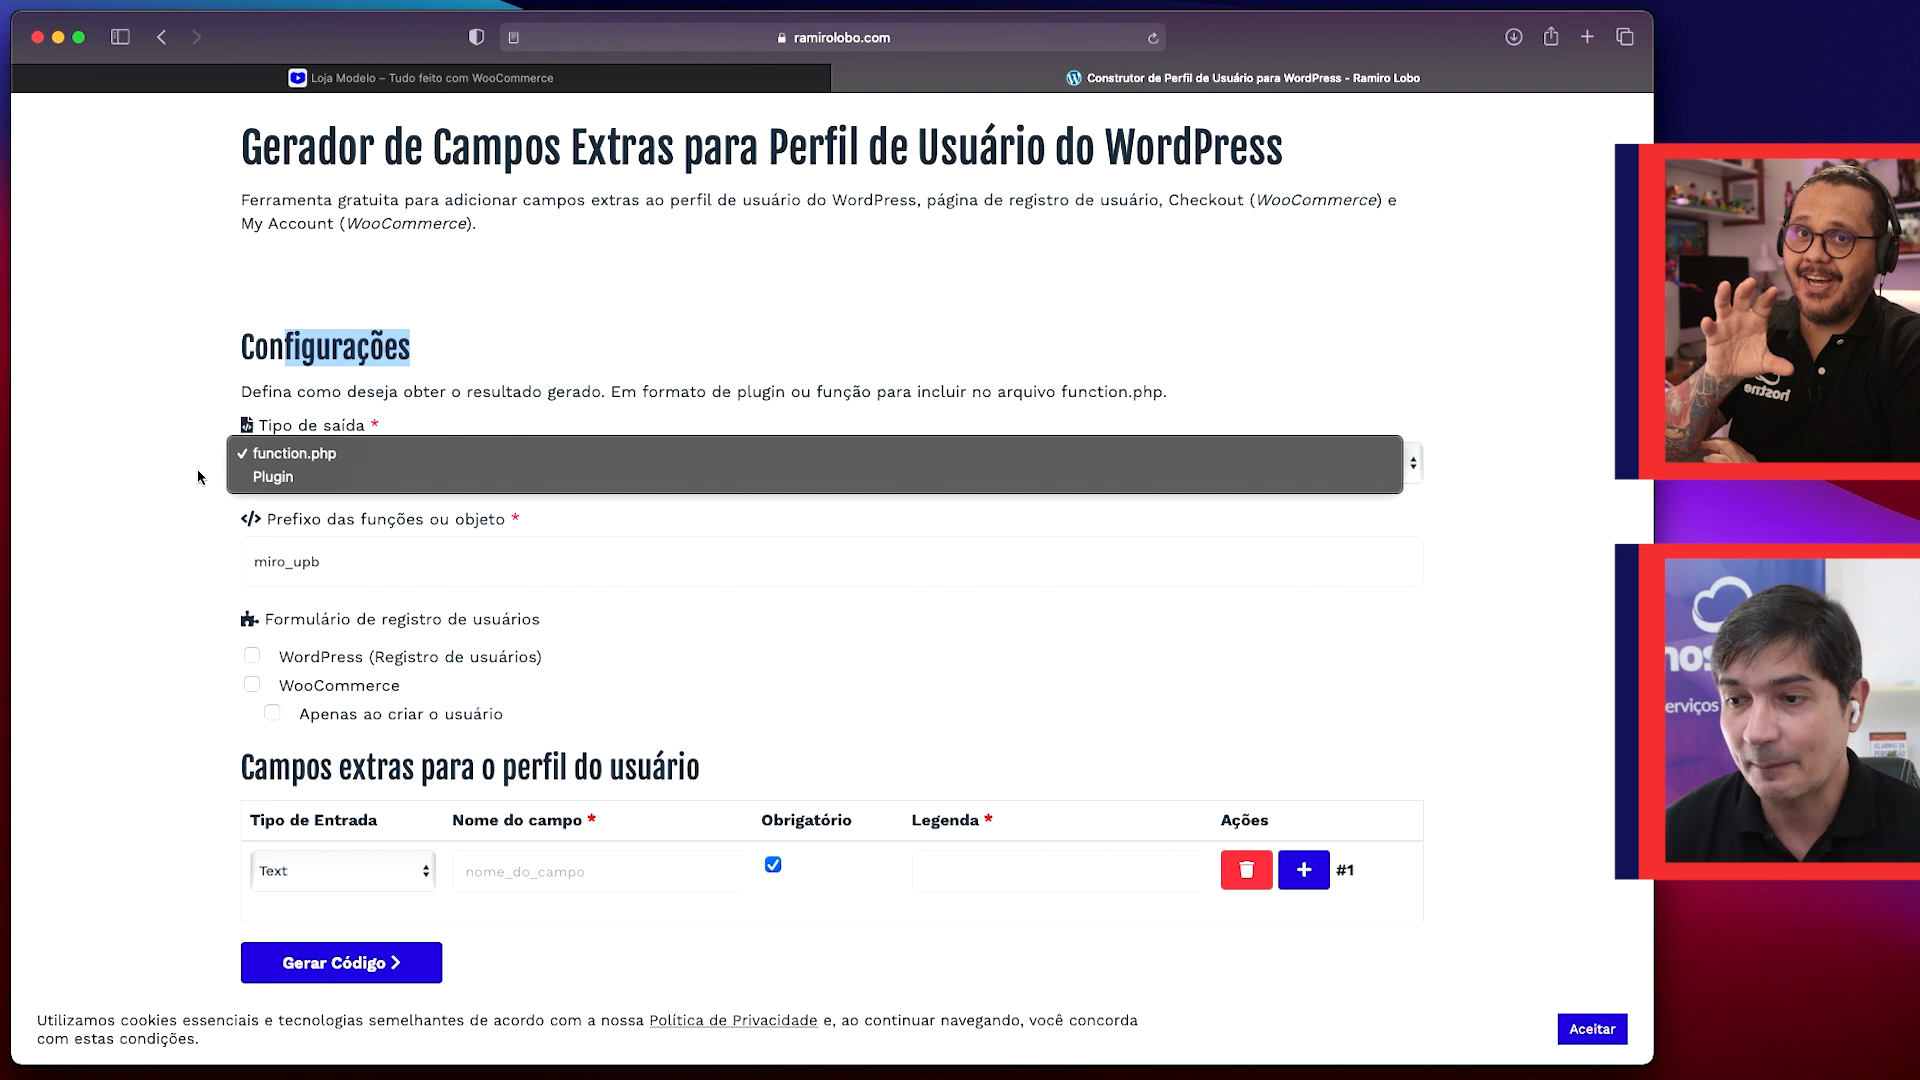 ramirolobo.com
Loja Modelo – Tudo feito com WooCommerce
Construtor de Perfil de Usuário para WordPress - Ramiro Lobo
Gerador de Campos Extras para Perfil de Usuário do WordPress
Ferramenta gratuita para adicionar campos extras ao perfil de usuário do WordPress, página de registro de usuário, Checkout (WooCommerce) e
My Account (WooCommerce).
Configurações
Defina como deseja obter o resultado gerado. Em formato de plugin ou função para incluir no arquivo function.php.
Tipo de saída *
✓ function.php
Plugin
</> Prefixo das funções ou objeto *
miro_upb
Formulário de registro de usuários
WordPress (Registro de usuários)
WooCommerce
Apenas ao criar o usuário
Campos extras para o perfil do usuário
Tipo de Entrada Nome do campo * Obrigatório Legenda * Ações
Text nome_do_campo #1
Gerar Código
Utilizamos cookies essenciais e tecnologias semelhantes de acordo com a nossa Política de Privacidade e, ao continuar navegando, você concorda
com estas condições.
Aceitar
hostne
erviços